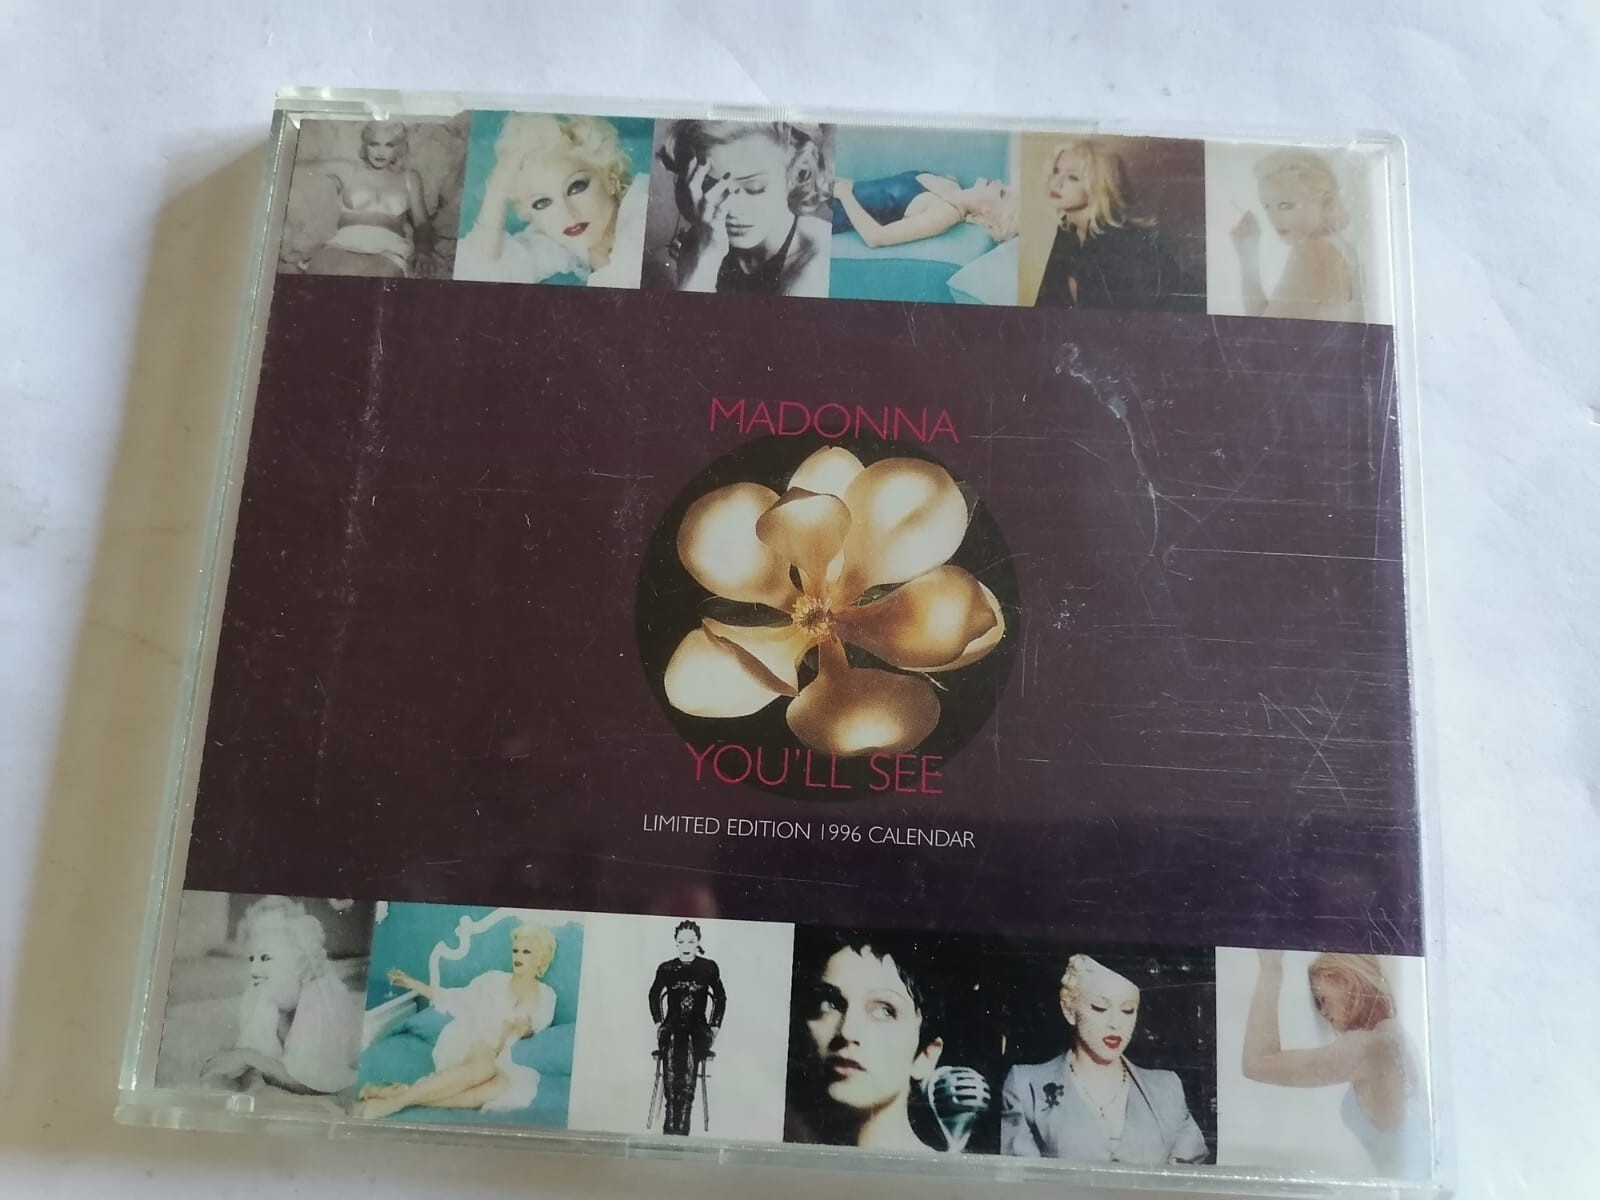 MADONNA
YOU'LL SEE
LIMITED EDITION 1996 CALENDAR